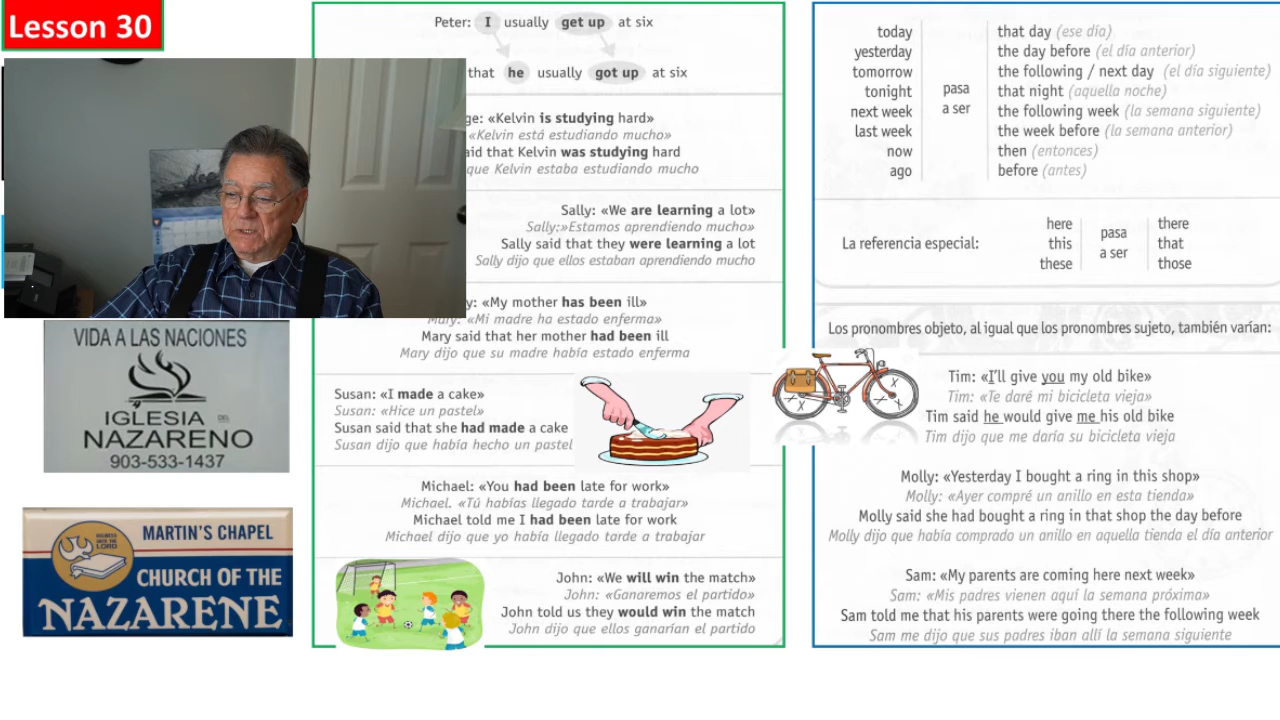 Lesson 30
Peter: I usually get up at six
that he usually got up at six
ge: «Kelvin is studying hard»
«Kelvin está estudiando mucho»
aid that Kelvin was studying hard
que Kelvin estaba estudiando mucho
Sally: «We are learning a lot»
Sally:»Estamos aprendiendo mucho»
Sally said that they were learning a lot
Sally dijo que ellos estaban aprendiendo mucho
y: «My mother has been ill»
Mary: «Mi madre ha estado enferma»
Mary said that her mother had been ill
Mary dijo que su madre había estado enferma
Susan: «I made a cake»
Susan: «Hice un pastel»
Susan said that she had made a cake
Susan dijo que había hecho un pastel
Michael: «You had been late for work»
Michael. «Tú habías llegado tarde a trabajar»
Michael told me I had been late for work
Michael dijo que yo había llegado tarde a trabajar
John: «We will win the match»
John: «Ganaremos el partido»
John told us they would win the match
John dijo que ellos ganarían el partido
today that day (ese día)
yesterday the day before (el día anterior)
tomorrow the following / next day (el día siguiente)
tonight that night (aquella noche)
next week the following week (la semana siguiente)
last week the week before (la semana anterior)
now then (entonces)
ago before (antes)
pasa
a ser
La referencia especial:
here there
this that
these those
pasa
a ser
Los pronombres objeto, al igual que los pronombres sujeto, también varían:
Tim: «I'll give you my old bike»
Tim: «Te daré mi bicicleta vieja»
Tim said he would give me his old bike
Tim dijo que me daría su bicicleta vieja
Molly: «Yesterday I bought a ring in this shop»
Molly: «Ayer compré un anillo en esta tienda»
Molly said she had bought a ring in that shop the day before
Molly dijo que había comprado un anillo en aquella tienda el día anterior
Sam: «My parents are coming here next week»
Sam: «Mis padres vienen aquí la semana próxima»
Sam told me that his parents were going there the following week
Sam me dijo que sus padres iban allí la semana siguiente
VIDA A LAS NACIONES
IGLESIA DEL
NAZARENO
903-533-1437
MARTIN'S CHAPEL
HOLINESS UNTO THE LORD
CHURCH OF THE
NAZARENE